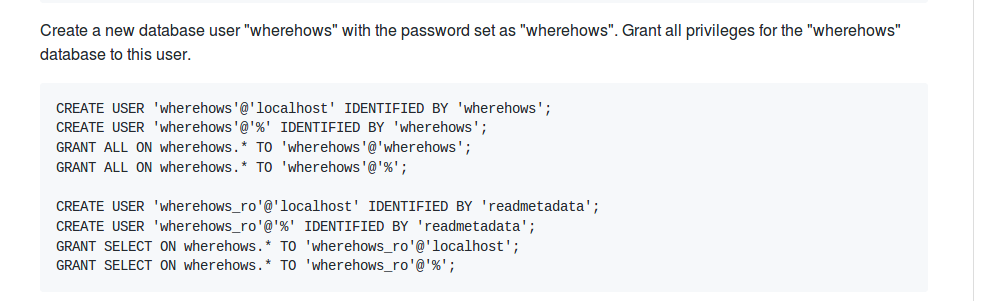 Create a new database user "wherehows" with the password set as "wherehows". Grant all privileges for the "wherehows"
database to this user.
CREATE USER 'wherehows'@'localhost' IDENTIFIED BY 'wherehows';
CREATE USER 'wherehows'@'%' IDENTIFIED BY 'wherehows';
GRANT ALL ON wherehows.* TO 'wherehows'@'wherehows';
GRANT ALL ON wherehows.* TO 'wherehows'@'%';
CREATE USER 'wherehows_ro'@'localhost' IDENTIFIED BY 'readmetadata';
CREATE USER 'wherehows_ro'@'%' IDENTIFIED BY 'readmetadata';
GRANT SELECT ON wherehows.* TO 'wherehows_ro'@'localhost';
GRANT SELECT ON wherehows.* TO 'wherehows_ro'@'%';